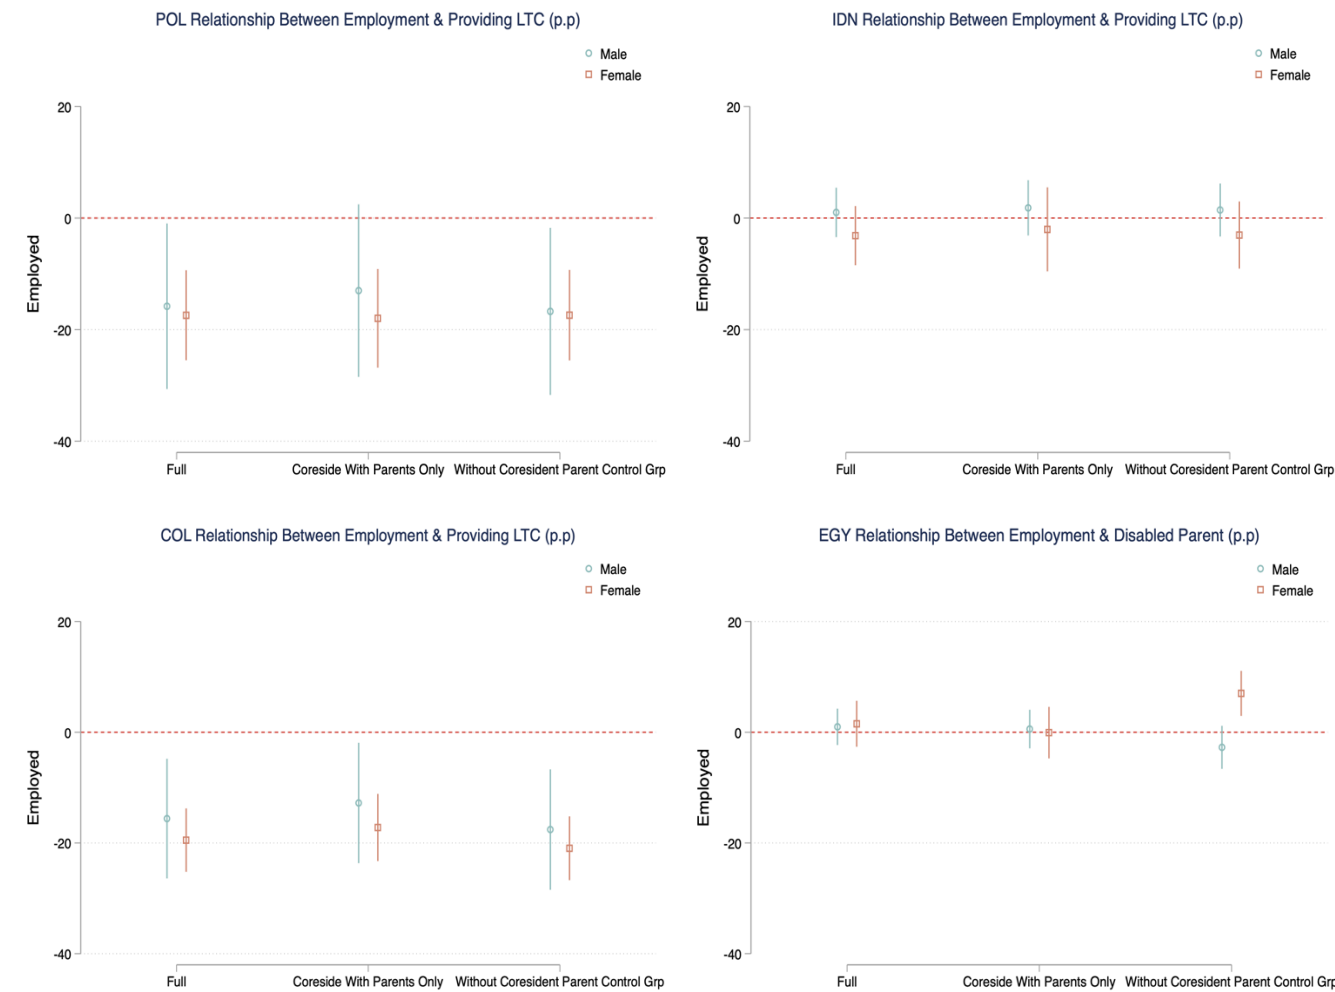 POL Relationship Between Employment & Providing LTC (p.p)
Male
Female
20
0
-20
-40
Employed
Full
Coreside With Parents Only
Without Coresident Parent Control Grp
IDN Relationship Between Employment & Providing LTC (p.p)
Male
Female
20
0
-20
-40
Employed
Full
Coreside With Parents Only
Without Coresident Parent Control Grp
COL Relationship Between Employment & Providing LTC (p.p)
Male
Female
20
0
-20
-40
Employed
Full
Coreside With Parents Only
Without Coresident Parent Control Grp
EGY Relationship Between Employment & Disabled Parent (p.p)
Male
Female
20
0
-20
-40
Employed
Full
Coreside With Parents Only
Without Coresident Parent Control Grp